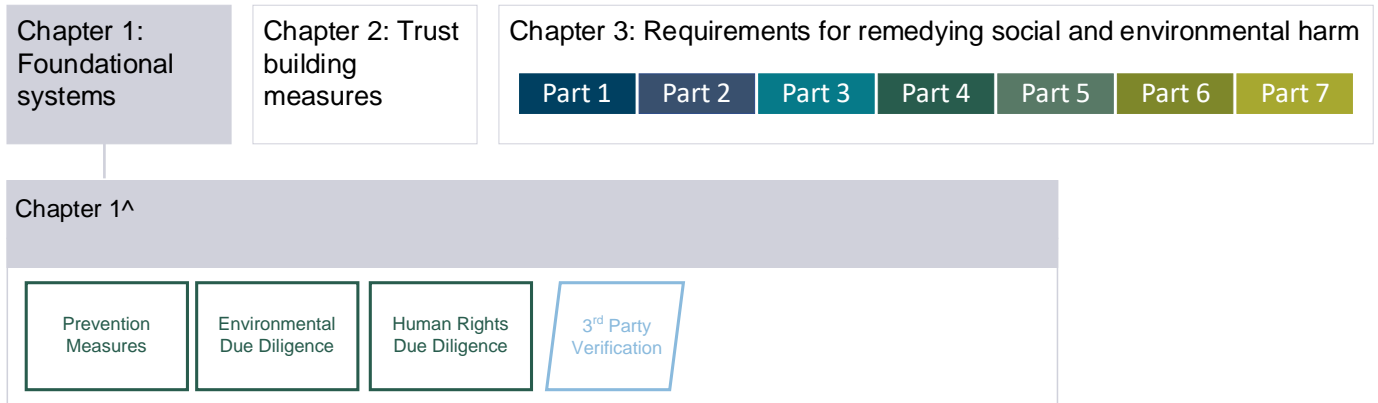 Chapter 1:
Foundational
systems
Chapter 2: Trust
building
measures
Chapter 3: Requirements for remedying social and environmental harm
Part 1 Part 2 Part 3 Part 4 Part 5 Part 6 Part 7
Chapter 1^
Prevention
Measures
Environmental
Due Diligence
Human Rights
Due Diligence
3rd Party
Verification